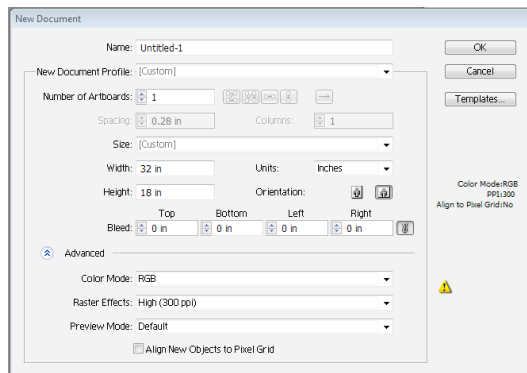 New Document
Name: Untitled-1
OK
New Document Profile: [Custom]
Cancel
Number of Artboards: 1
Templates...
Spacing: 0.28 in Columns: 1
Size: [Custom]
Width: 32 in Units: Inches
Height: 18 in Orientation:
Color Mode:RGB
PPI:300
Align to Pixel Grid:No
Top Bottom Left Right
Bleed: 0 in 0 in 0 in 0 in
Advanced
Color Mode: RGB
Raster Effects: High (300 ppi)
Preview Mode: Default
Align New Objects to Pixel Grid